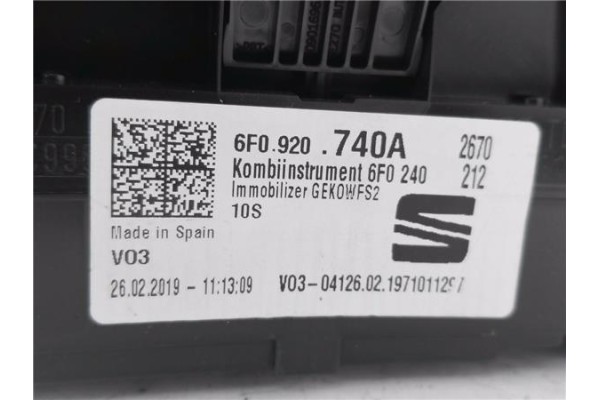 6F0.920 .740A 2670
Kombiinstrument 6F0 240 212
Immobilizer GEKOWFS2
10S
Made in Spain
V03
26.02.2019 - 11:13:09 V03-04126.02.1971011297